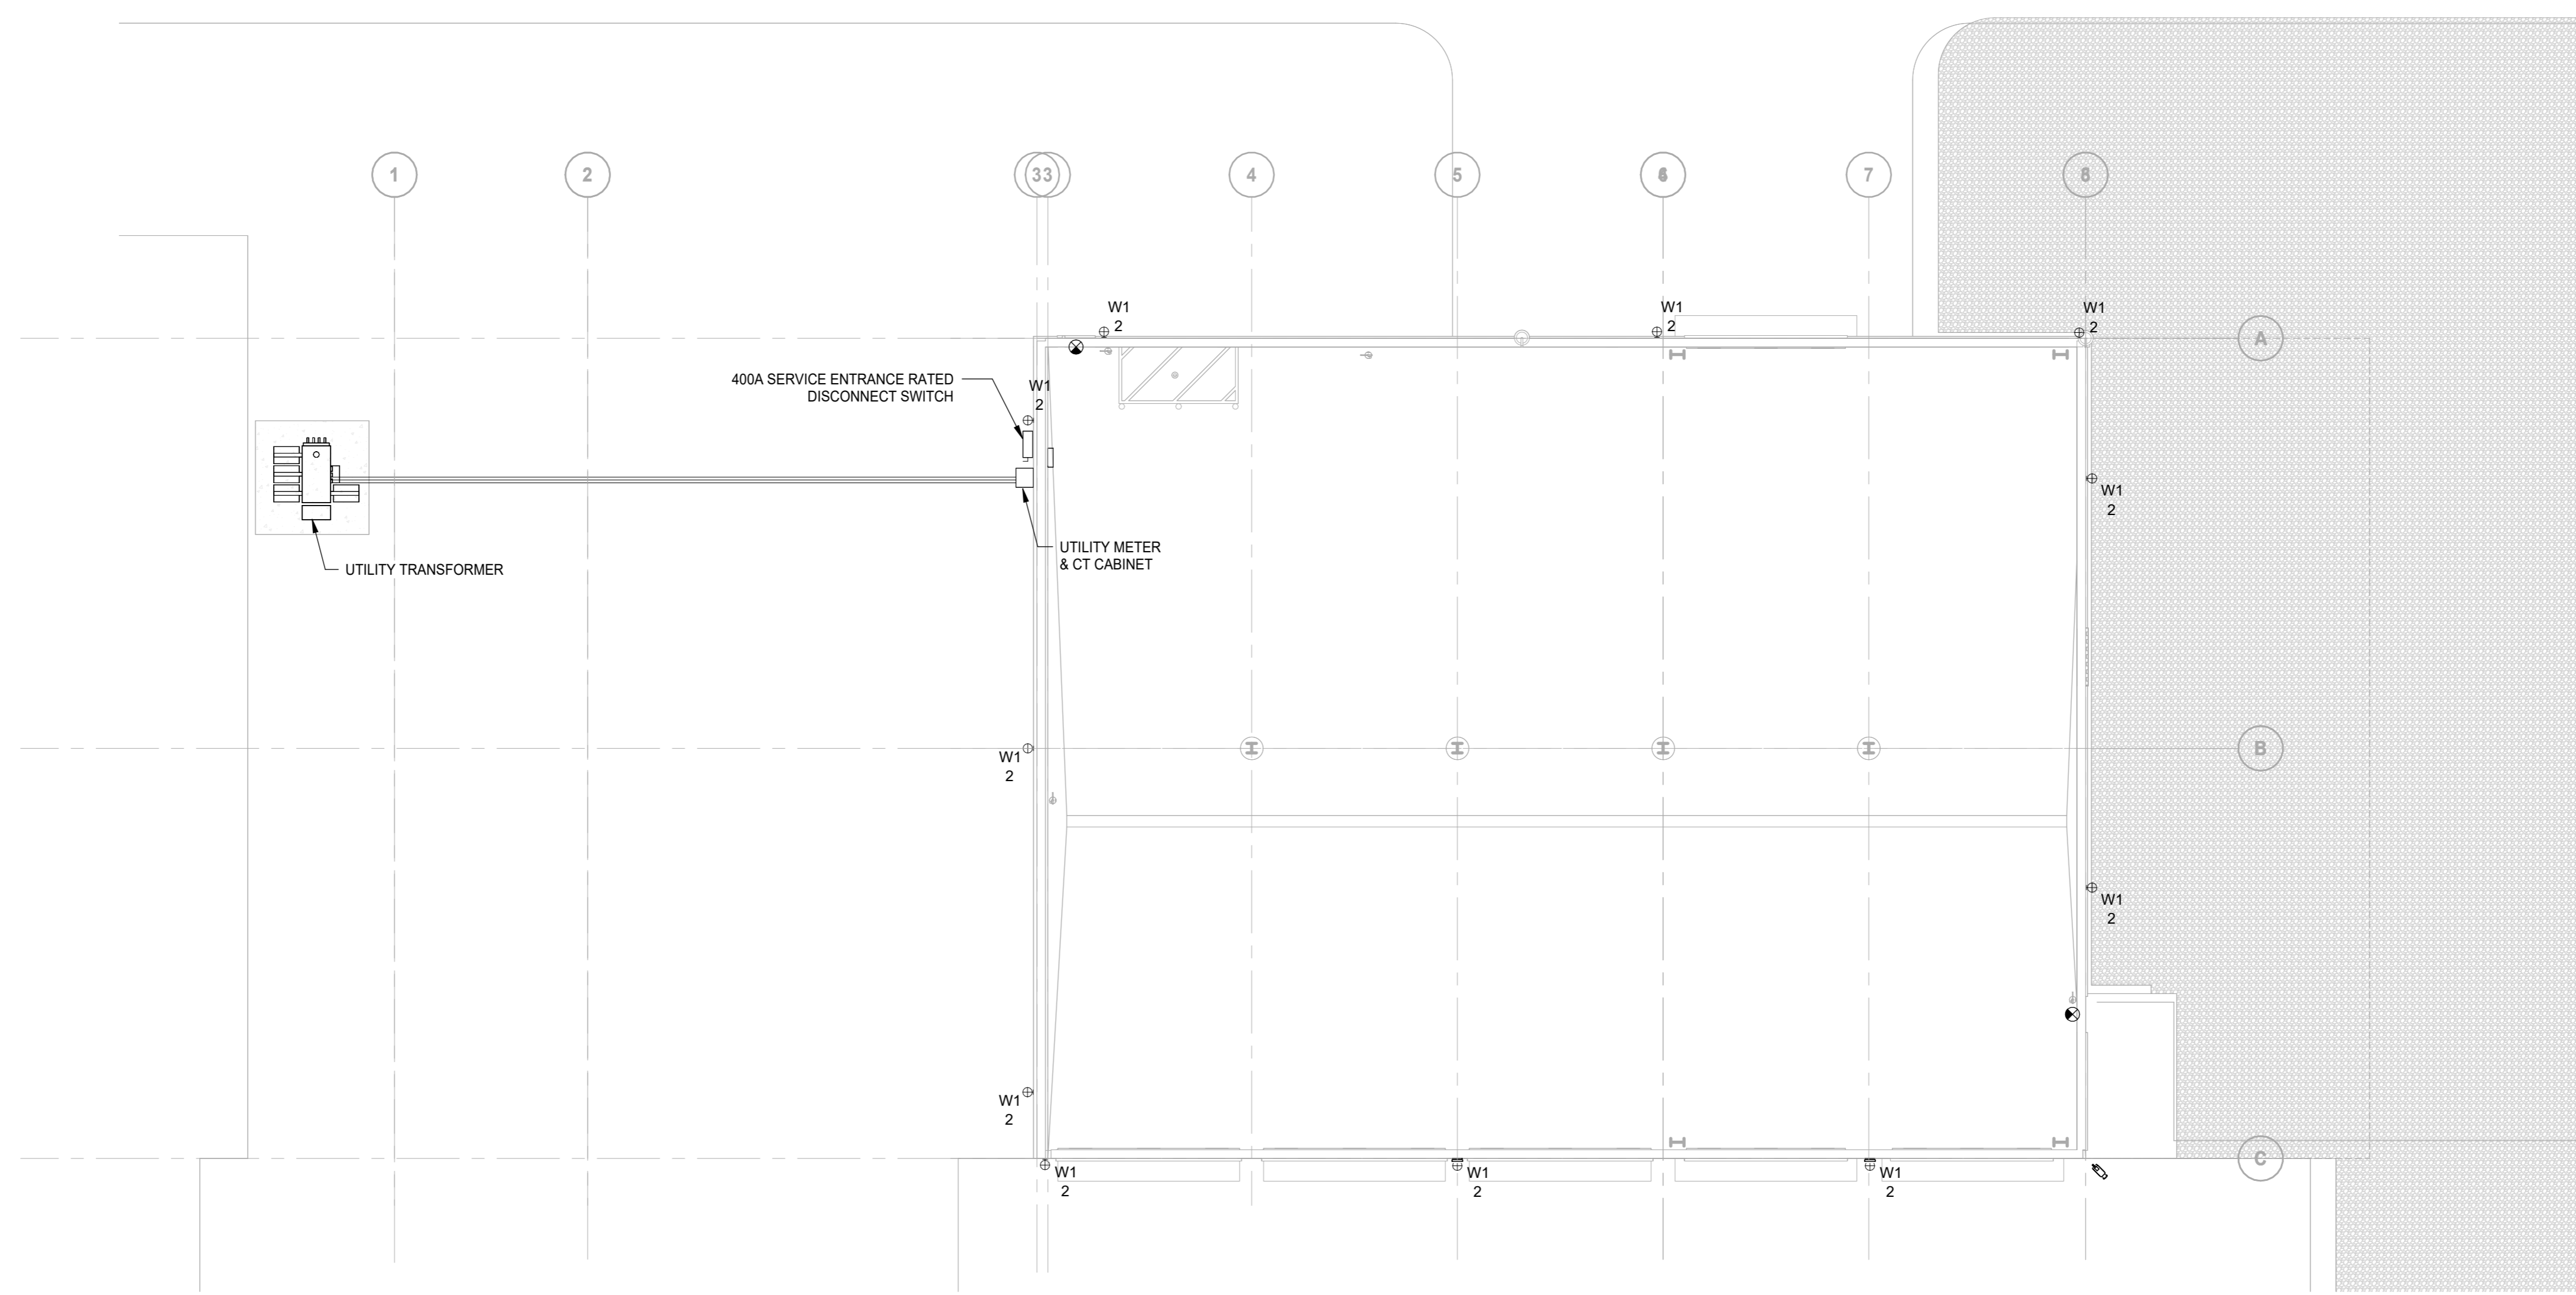 1
2
3
3
4
5
6
7
8
W1
2
W1
2
W1
2
A
400A SERVICE ENTRANCE RATED
DISCONNECT SWITCH
W1
2
W1
2
UTILITY METER
& CT CABINET
UTILITY TRANSFORMER
W1
2
B
W1
2
W1
2
C
W1
2
W1
2
W1
2